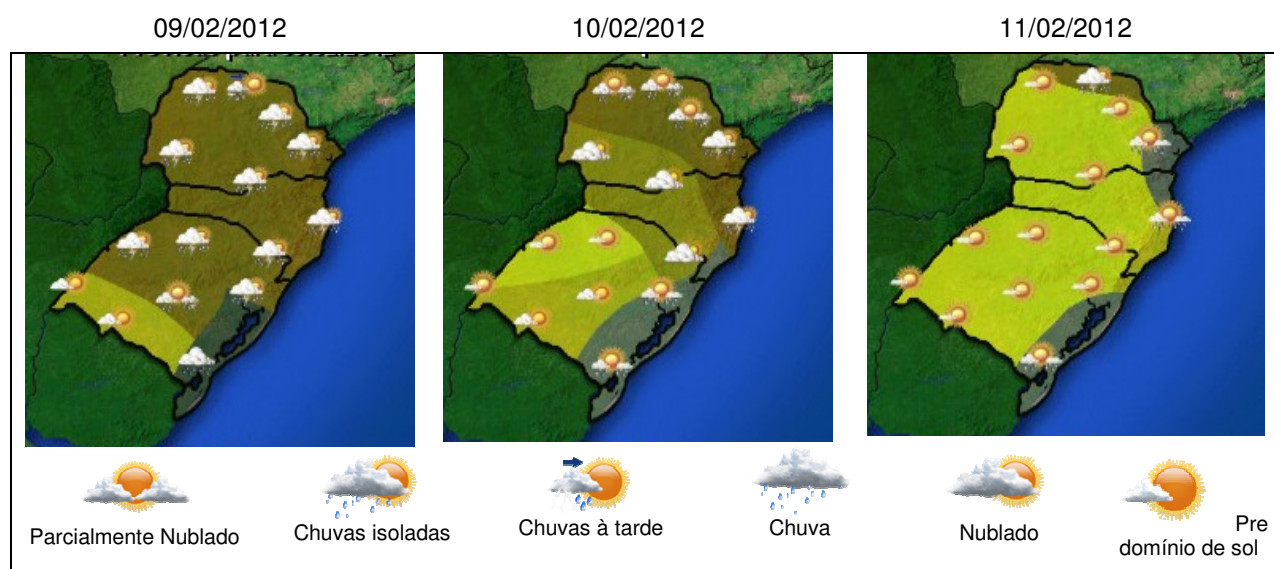 09/02/2012
10/02/2012
11/02/2012
Parcialmente Nublado
Chuvas isoladas
Chuvas à tarde
Chuva
Nublado
Pre
domínio de sol